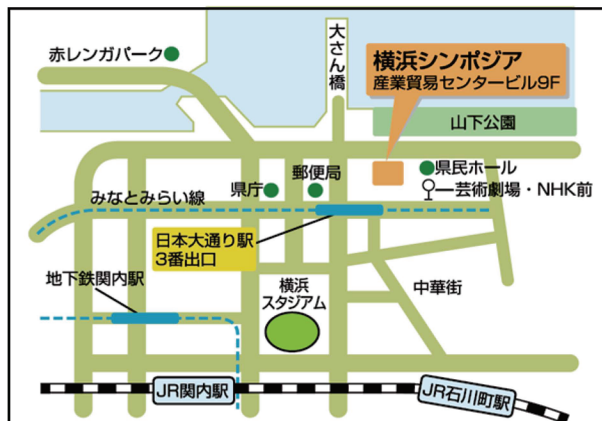 赤レンガパーク
大さん橋
横浜シンポジア
産業貿易センタービル9F
山下公園
県民ホール
芸術劇場・NHK前
郵便局
県庁
みなとみらい線
日本大通り駅
3番出口
地下鉄関内駅
横浜
スタジアム
中華街
JR関内駅
JR石川町駅